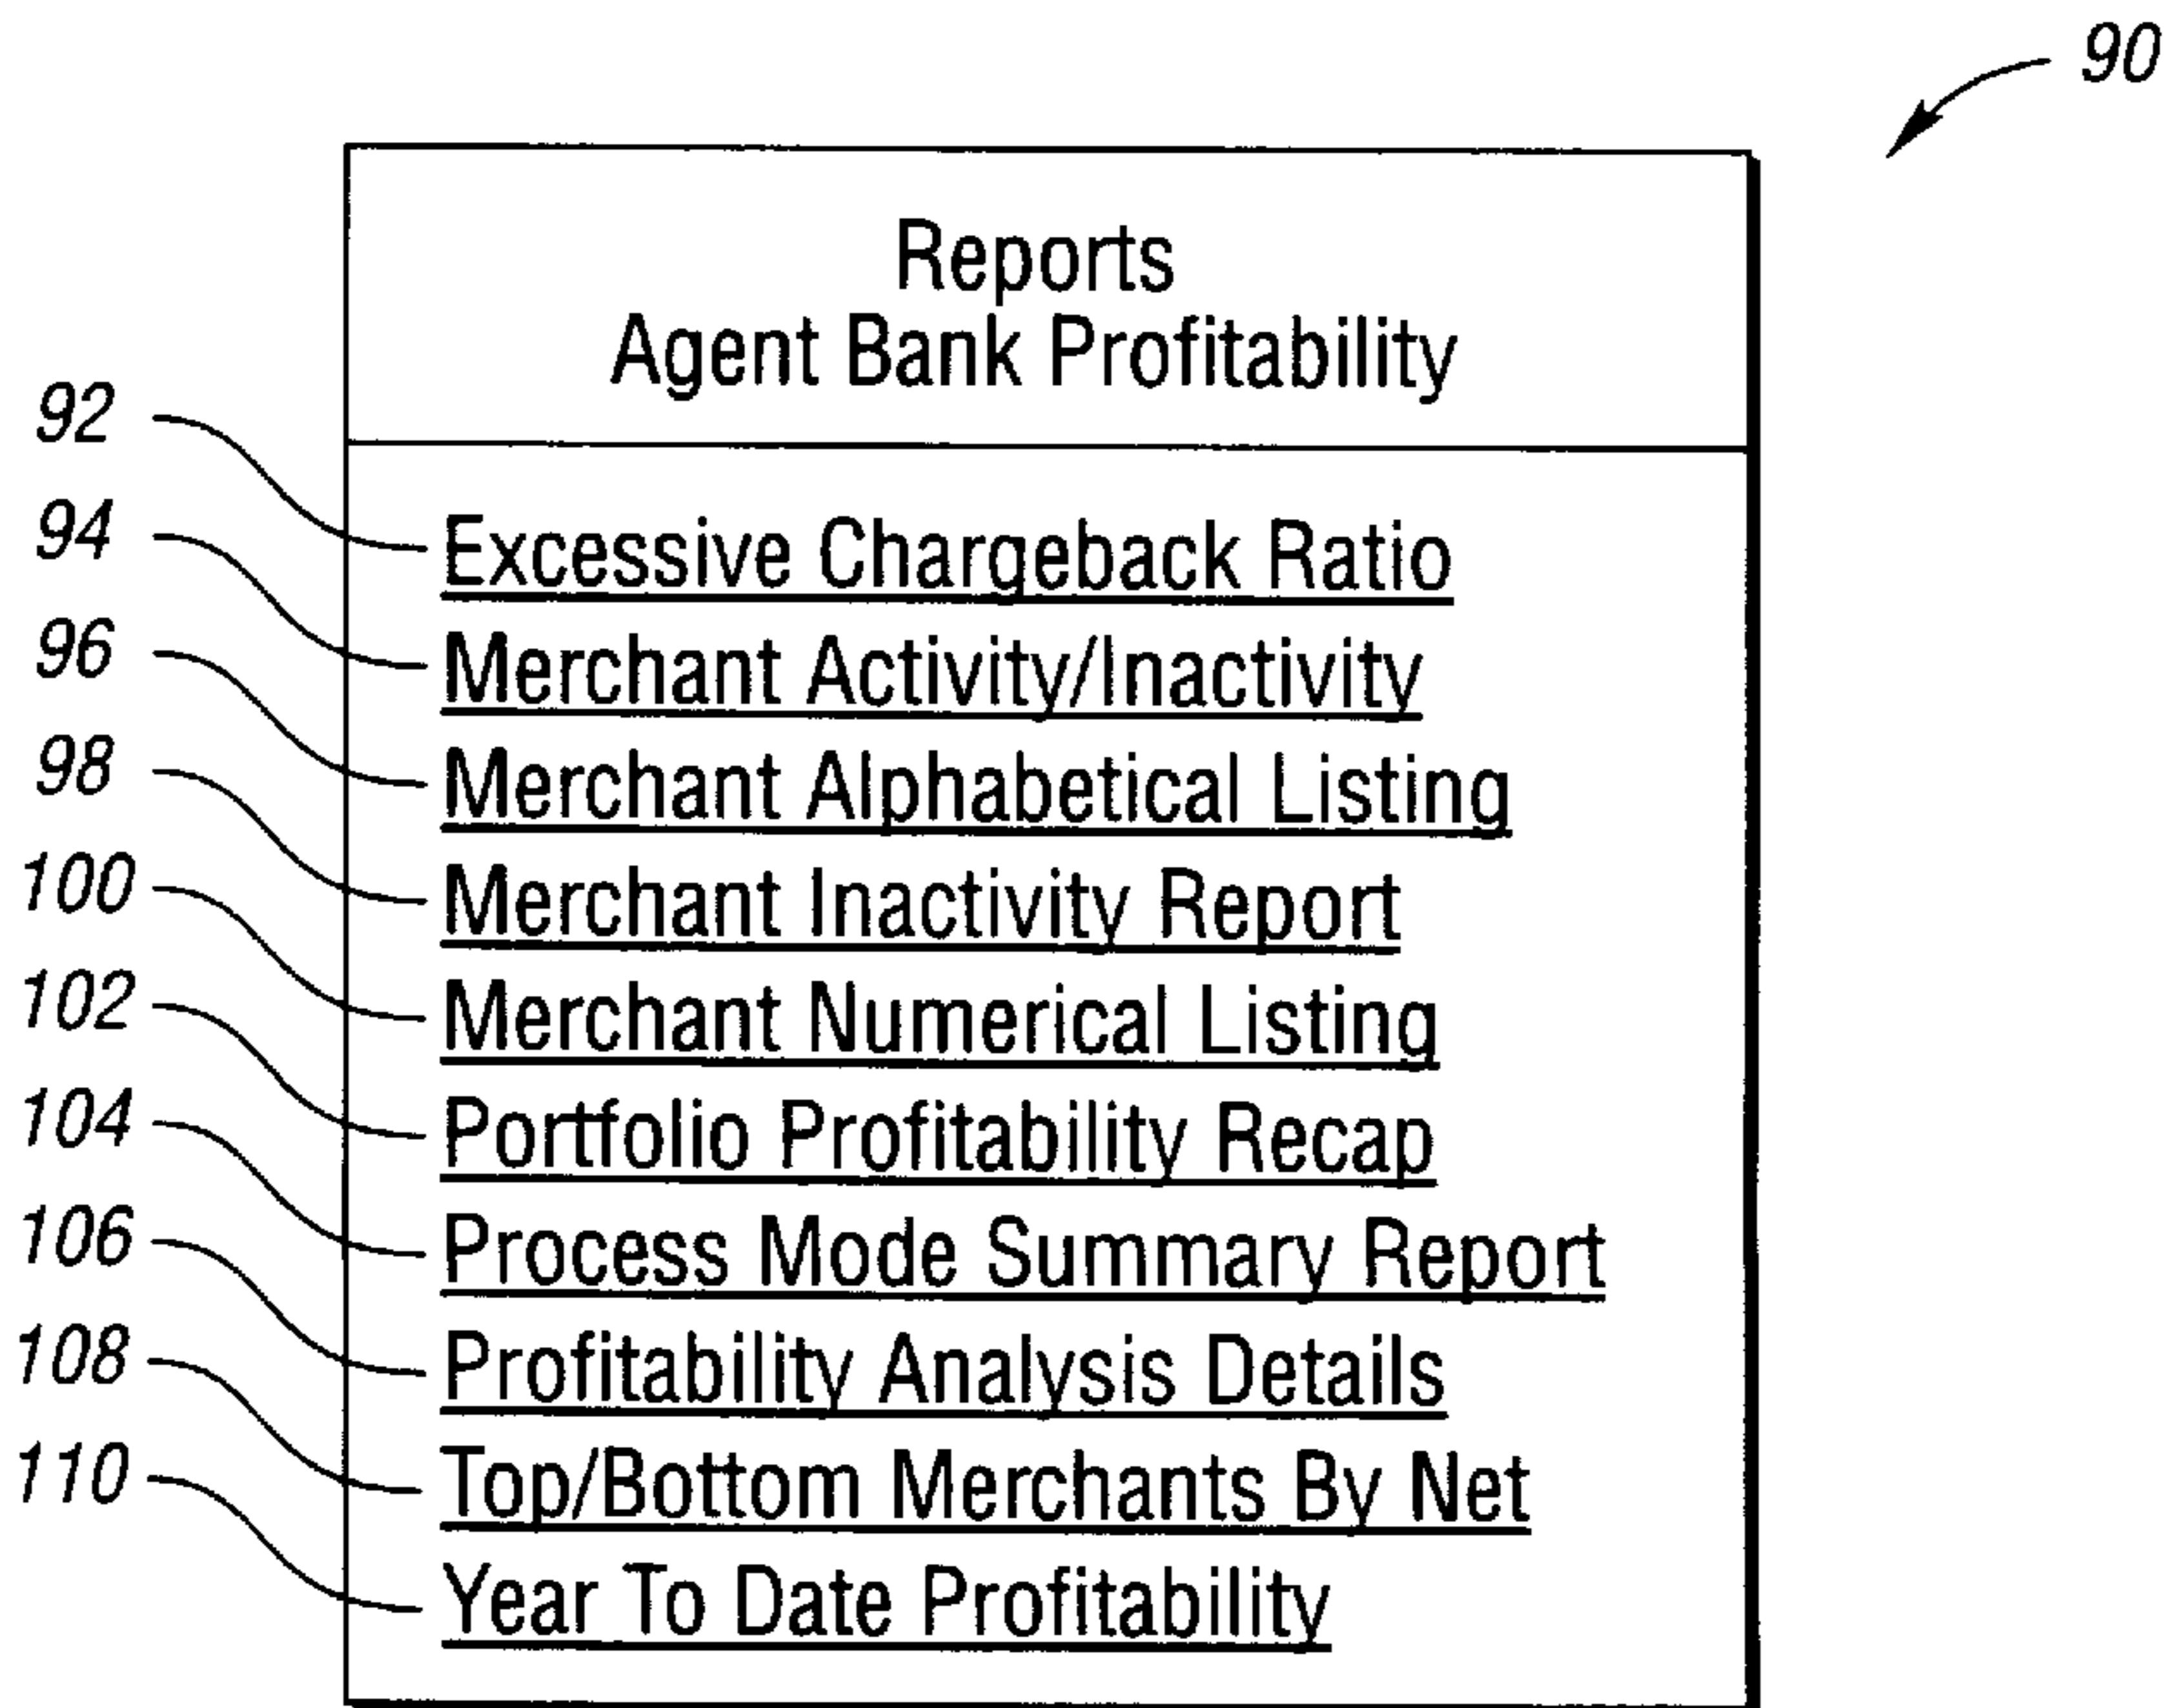 90
Reports
Agent Bank Profitability
92 Excessive Chargeback Ratio
94 Merchant Activity/Inactivity
96 Merchant Alphabetical Listing
98 Merchant Inactivity Report
100 Merchant Numerical Listing
102 Portfolio Profitability Recap
104 Process Mode Summary Report
106 Profitability Analysis Details
108 Top/Bottom Merchants By Net
110 Year To Date Profitability